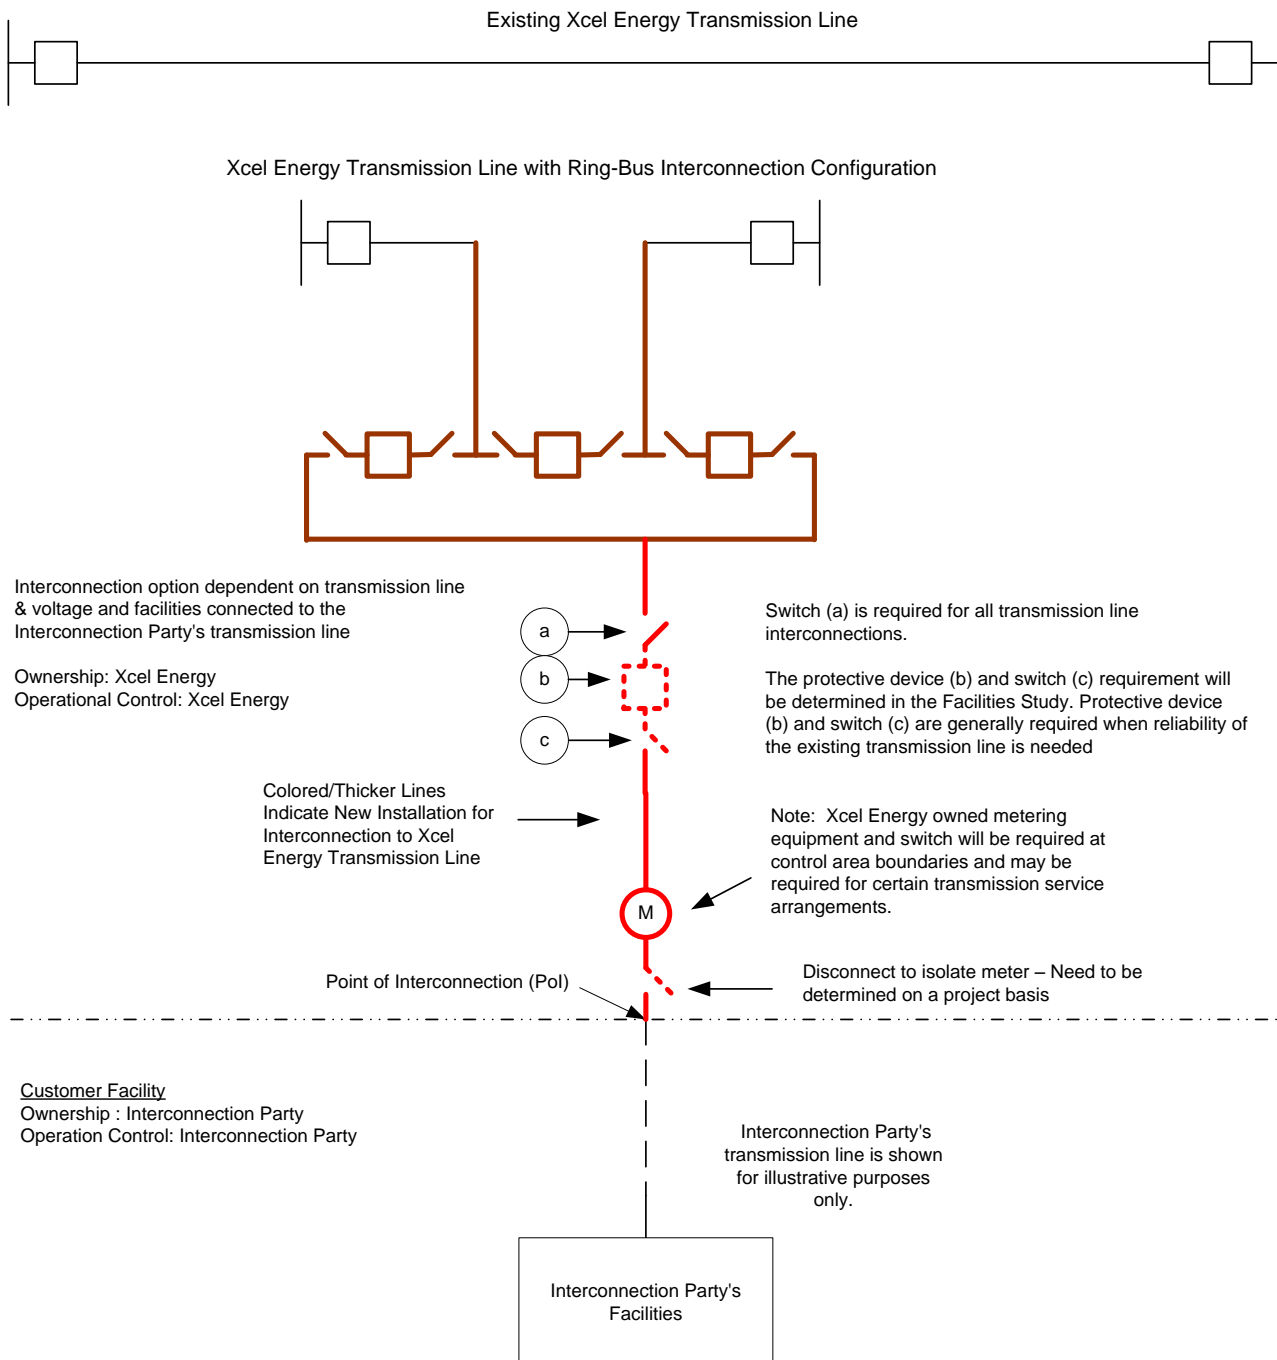 Existing Xcel Energy Transmission Line
Xcel Energy Transmission Line with Ring-Bus Interconnection Configuration
Interconnection option dependent on transmission line
& voltage and facilities connected to the
Interconnection Party's transmission line
Ownership: Xcel Energy
Operational Control: Xcel Energy
a
b
c
Switch (a) is required for all transmission line
interconnections.
The protective device (b) and switch (c) requirement will
be determined in the Facilities Study. Protective device
(b) and switch (c) are generally required when reliability of
the existing transmission line is needed
Colored/Thicker Lines
Indicate New Installation for
Interconnection to Xcel
Energy Transmission Line
Note:  Xcel Energy owned metering
equipment and switch will be required at
control area boundaries and may be
required for certain transmission service
arrangements.
M
Point of Interconnection (PoI)
Disconnect to isolate meter – Need to be
determined on a project basis
Customer Facility
Ownership : Interconnection Party
Operation Control: Interconnection Party
Interconnection Party's
transmission line is shown
for illustrative purposes
only.
Interconnection Party's
Facilities